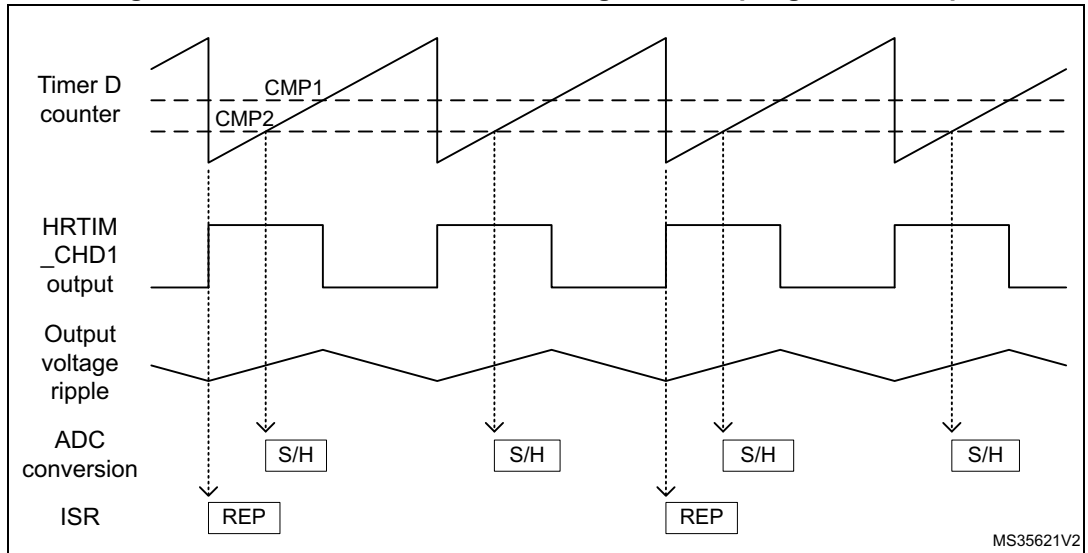 Timer D
counter
CMP1
CMP2
HRTIM
_CHD1
output
Output
voltage
ripple
ADC
conversion
S/H
S/H
S/H
S/H
ISR
REP
REP
MS35621V2